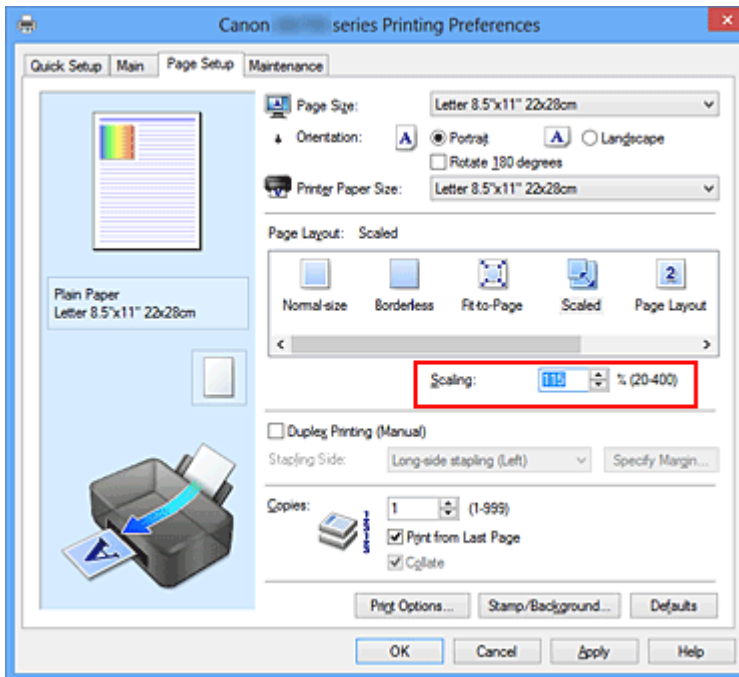 Canon series Printing Preferences
Quick Setup Main Page Setup Maintenance
Page Size: Letter 8.5"x11" 22x28cm
Orientation: A Portrait A Landscape
Rotate 180 degrees
Printer Paper Size: Letter 8.5"x11" 22x28cm
Page Layout: Scaled
Normal-size Borderless Fit-to-Page Scaled Page Layout
Plain Paper
Letter 8.5"x11" 22x28cm
Scaling: 115 % (20-400)
Duplex Printing (Manual)
Stapling Side: Long-side stapling (Left) Specify Margin...
Copies: 1 (1-999)
Print from Last Page
Collate
Print Options... Stamp/Background... Defaults
OK Cancel Apply Help